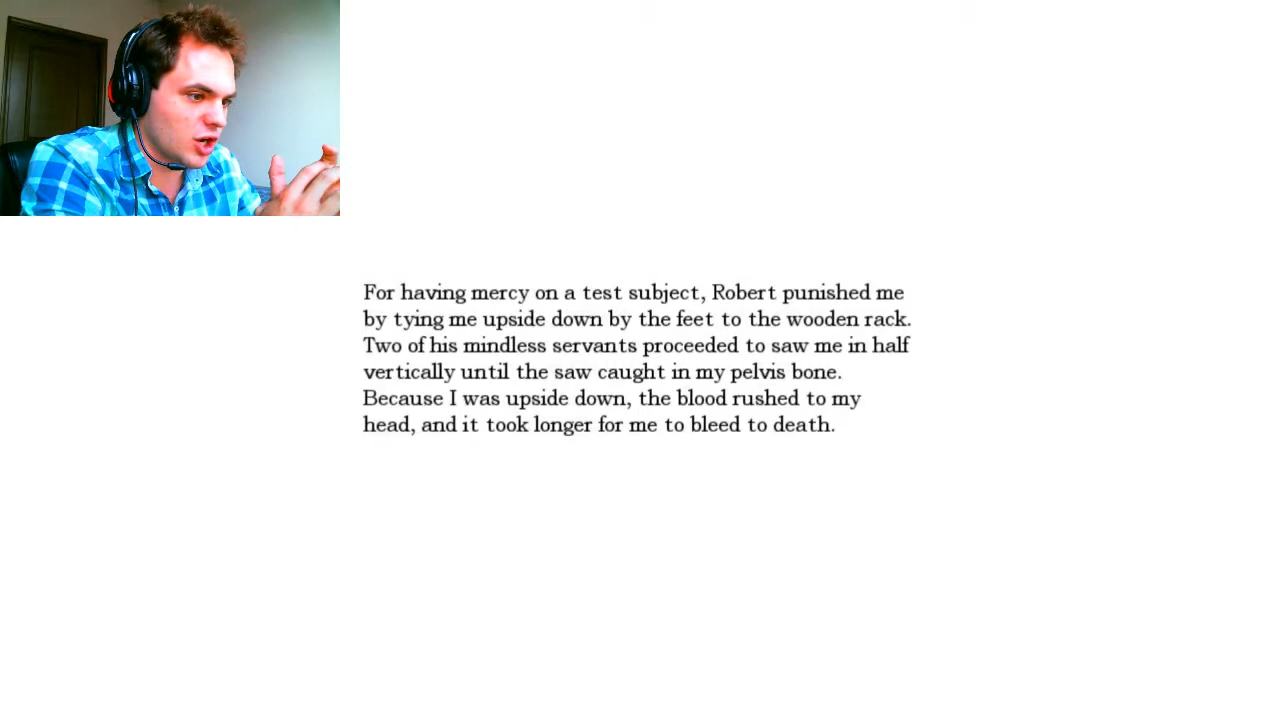 For having mercy on a test subject, Robert punished me
by tying me upside down by the feet to the wooden rack.
Two of his mindless servants proceeded to saw me in half
vertically until the saw caught in my pelvis bone.
Because I was upside down, the blood rushed to my
head, and it took longer for me to bleed to death.